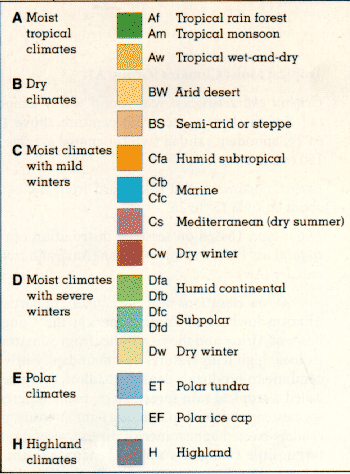 A Moist tropical climates
Af Tropical rain forest
Am Tropical monsoon
Aw Tropical wet-and-dry
B Dry climates
BW Arid desert
BS Semi-arid or steppe
C Moist climates with mild winters
Cfa Humid subtropical
Cfb
Cfc Marine
Cs Mediterranean (dry summer)
Cw Dry winter
D Moist climates with severe winters
Dfa
Dfb Humid continental
Dfc
Dfd Subpolar
Dw Dry winter
E Polar climates
ET Polar tundra
EF Polar ice cap
H Highland climates
H Highland